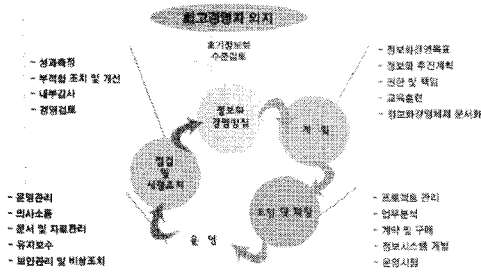 최고경영자 의지
초기정보화
수준검토
~ 성과측정
~ 부적합 조치 및 개선
~ 내부감사
~ 경영검토
- 정보화경영목표
- 정보화 추진계획
- 권한 및 책임
- 교육훈련
- 정보화경영체제 문서화
정보화
경영방침
계 획
점검
및
시정조치
도입 및 개발
운 영
~ 운영관리
~ 의사소통
~ 문서 및 자료관리
~ 유지보수
~ 보안관리 및 비상조치
- 프로젝트 관리
- 업무분석
- 계약 및 구매
- 정보시스템 개발
- 운영시험